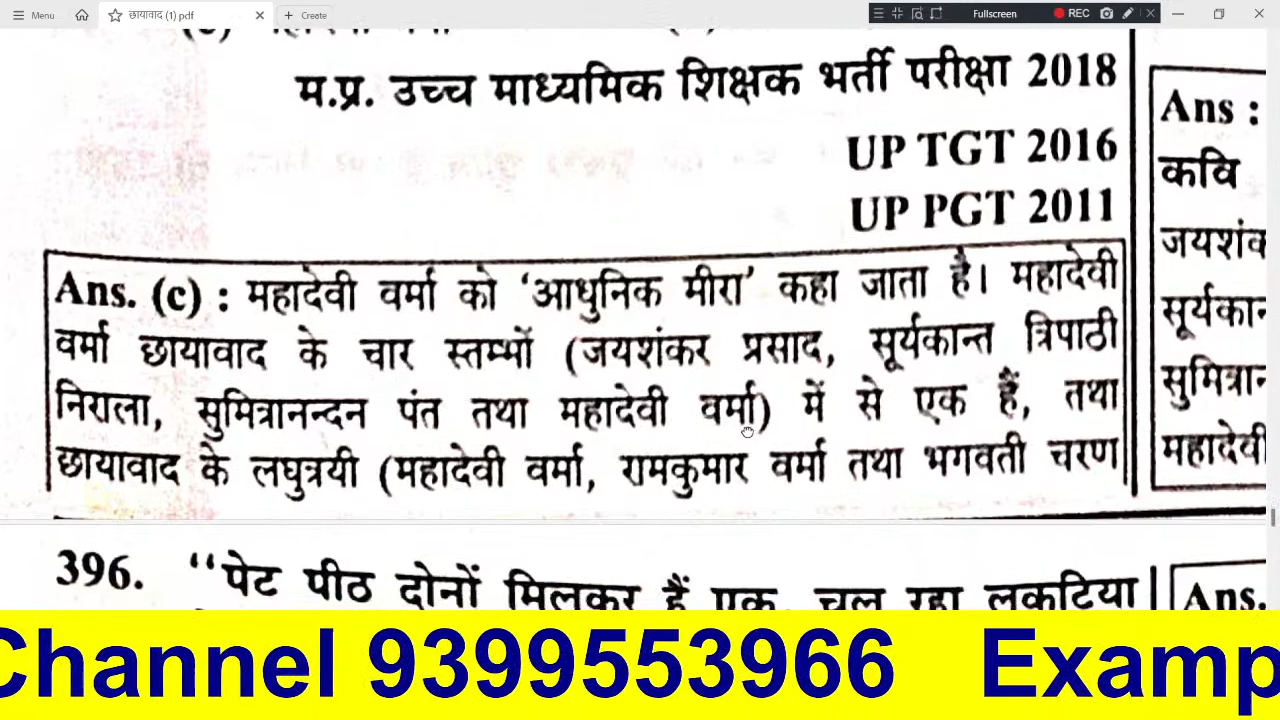 Menu
छायावाद (1) pdf
Create
Fullscreen
REC
म.प्र. उच्च माध्यमिक शिक्षक भर्ती परीक्षा 2018
UP TGT 2016
UP PGT 2011
Ans. (c) : महादेवी वर्मा को ‘आधुनिक मीरा’ कहा जाता है। महादेवी
वर्मा छायावाद के चार स्तम्भों (जयशंकर प्रसाद, सूर्यकान्त त्रिपाठी
निराला, सुमित्रानन्दन पंत तथा महादेवी वर्मा) में से एक हैं, तथा
छायावाद के लघुत्रयी (महादेवी वर्मा, रामकुमार वर्मा तथा भगवती चरण
396. “पेट पीठ दोनों मिलकर हैं एक, चल रहा लकुटिया
Ans :
कवि
जयशंक
सूर्यकान
सुमित्रान
महादेवी
Ans.
Channel 9399553966 Examp